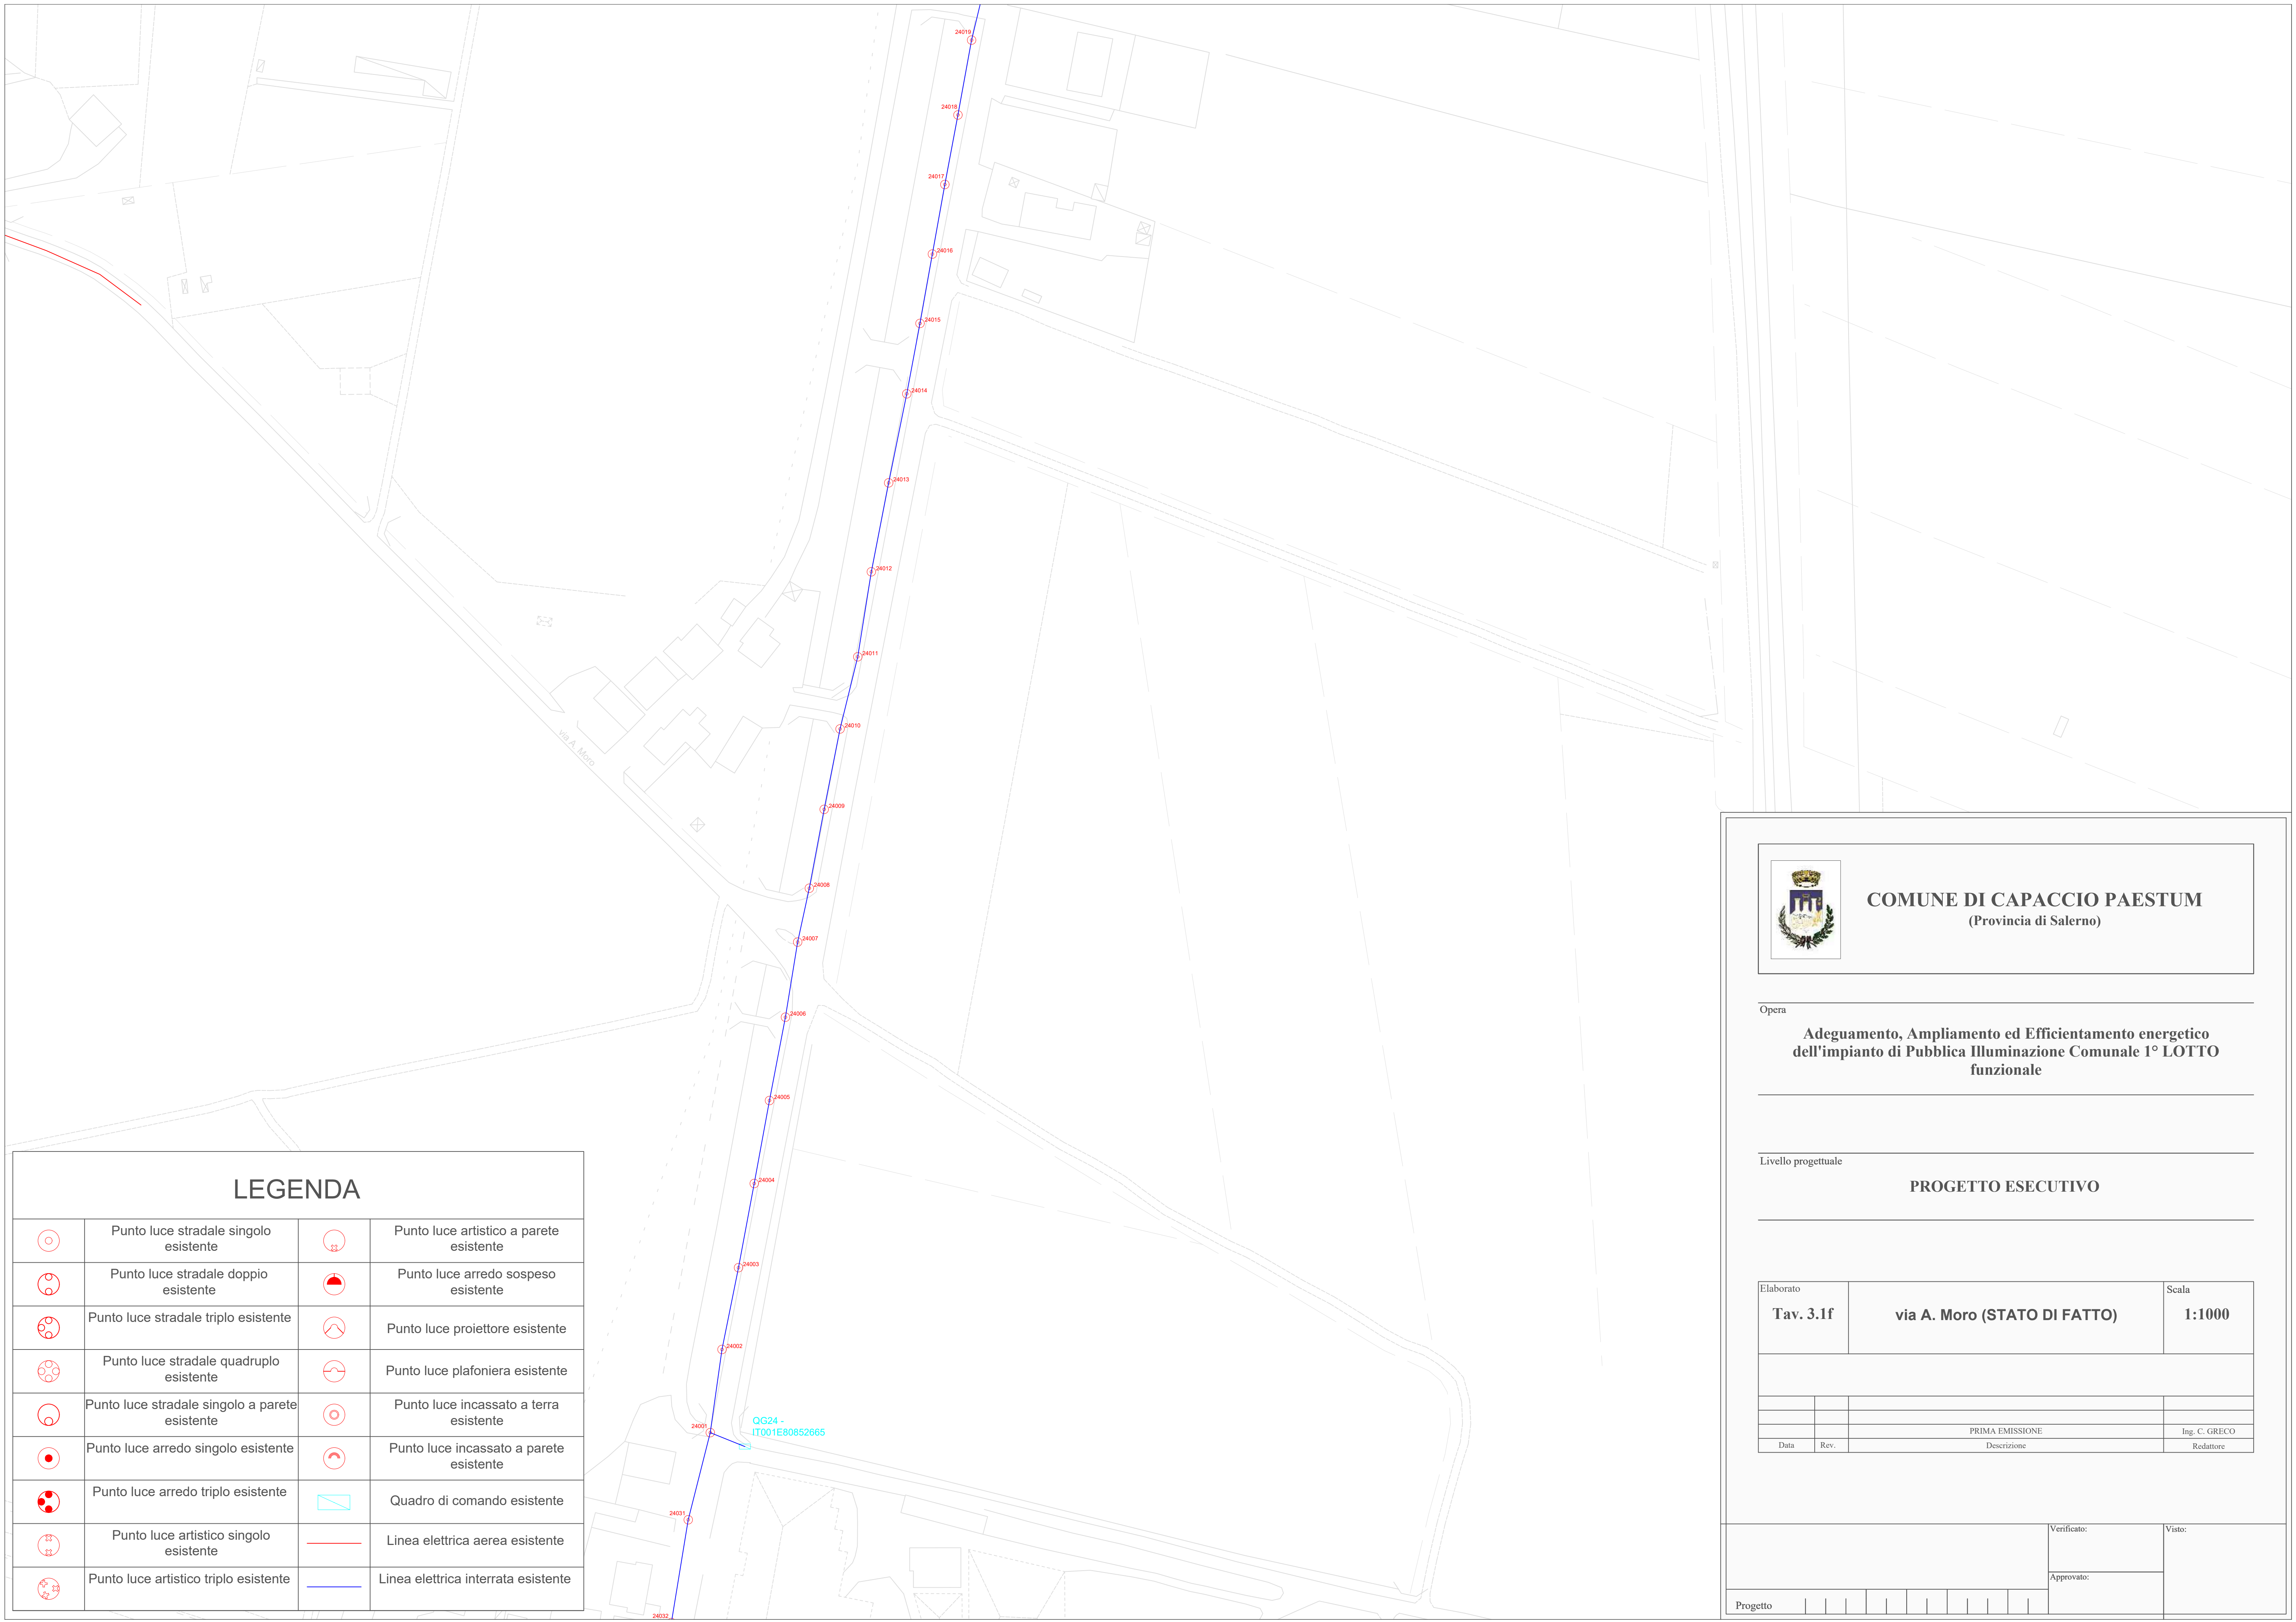 24019
24018
24017
24016
24015
24014
24013
24012
24011
24010
via A. Moro
24009
24008
24007
24006
24005
24004
24003
24002
24001
QG24 -
IT001E80852665
24031
24032
LEGENDA
Punto luce stradale singolo
esistente
Punto luce artistico a parete
esistente
Punto luce stradale doppio
esistente
Punto luce arredo sospeso
esistente
Punto luce stradale triplo esistente
Punto luce proiettore esistente
Punto luce stradale quadruplo
esistente
Punto luce plafoniera esistente
Punto luce stradale singolo a parete
esistente
Punto luce incassato a terra
esistente
Punto luce arredo singolo esistente
Punto luce incassato a parete
esistente
Punto luce arredo triplo esistente
Quadro di comando esistente
Punto luce artistico singolo
esistente
Linea elettrica aerea esistente
Punto luce artistico triplo esistente
Linea elettrica interrata esistente
COMUNE DI CAPACCIO PAESTUM
(Provincia di Salerno)
Opera
Adeguamento, Ampliamento ed Efficientamento energetico
dell'impianto di Pubblica Illuminazione Comunale 1° LOTTO
funzionale
Livello progettuale
PROGETTO ESECUTIVO
Elaborato
Tav. 3.1f
via A. Moro (STATO DI FATTO)
Scala
1:1000
PRIMA EMISSIONE
Ing. C. GRECO
Data
Rev.
Descrizione
Redattore
Verificato:
Visto:
Approvato:
Progetto